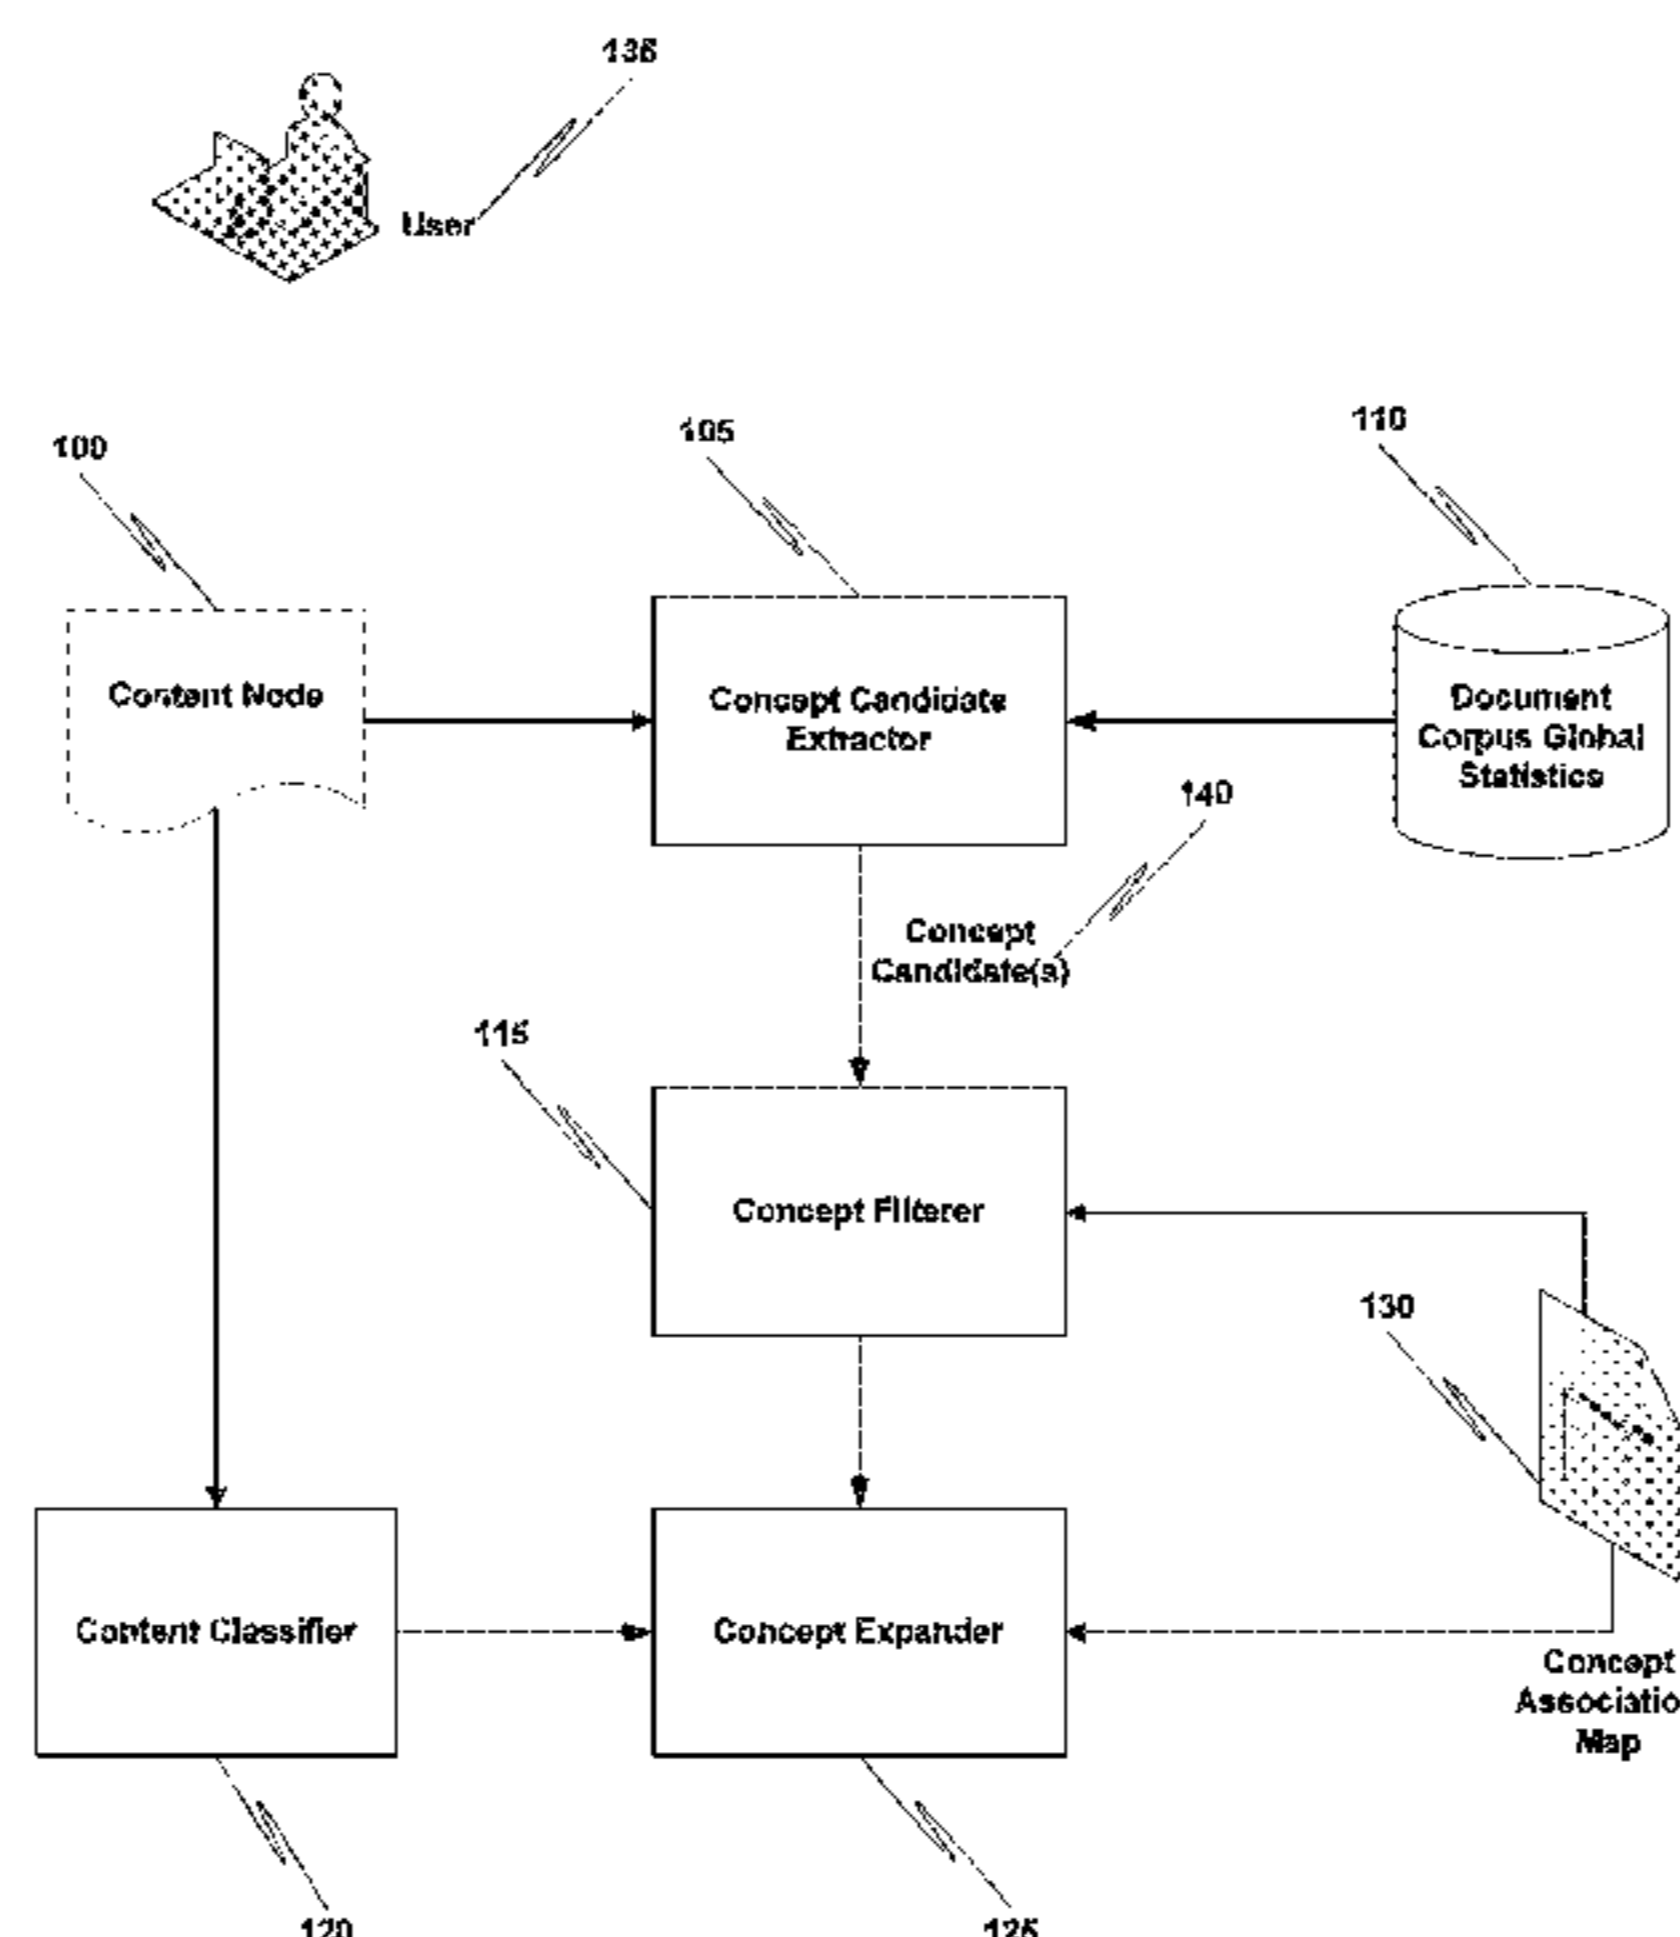 135
User
100
105
110
Content Node
Concept Candidate
Extractor
Document
Corpus Global
Statistics
140
Concept
Candidate(s)
115
Concept Filterer
130
Content Classifier
Concept Expander
Concept
Associatio
Map
120
125